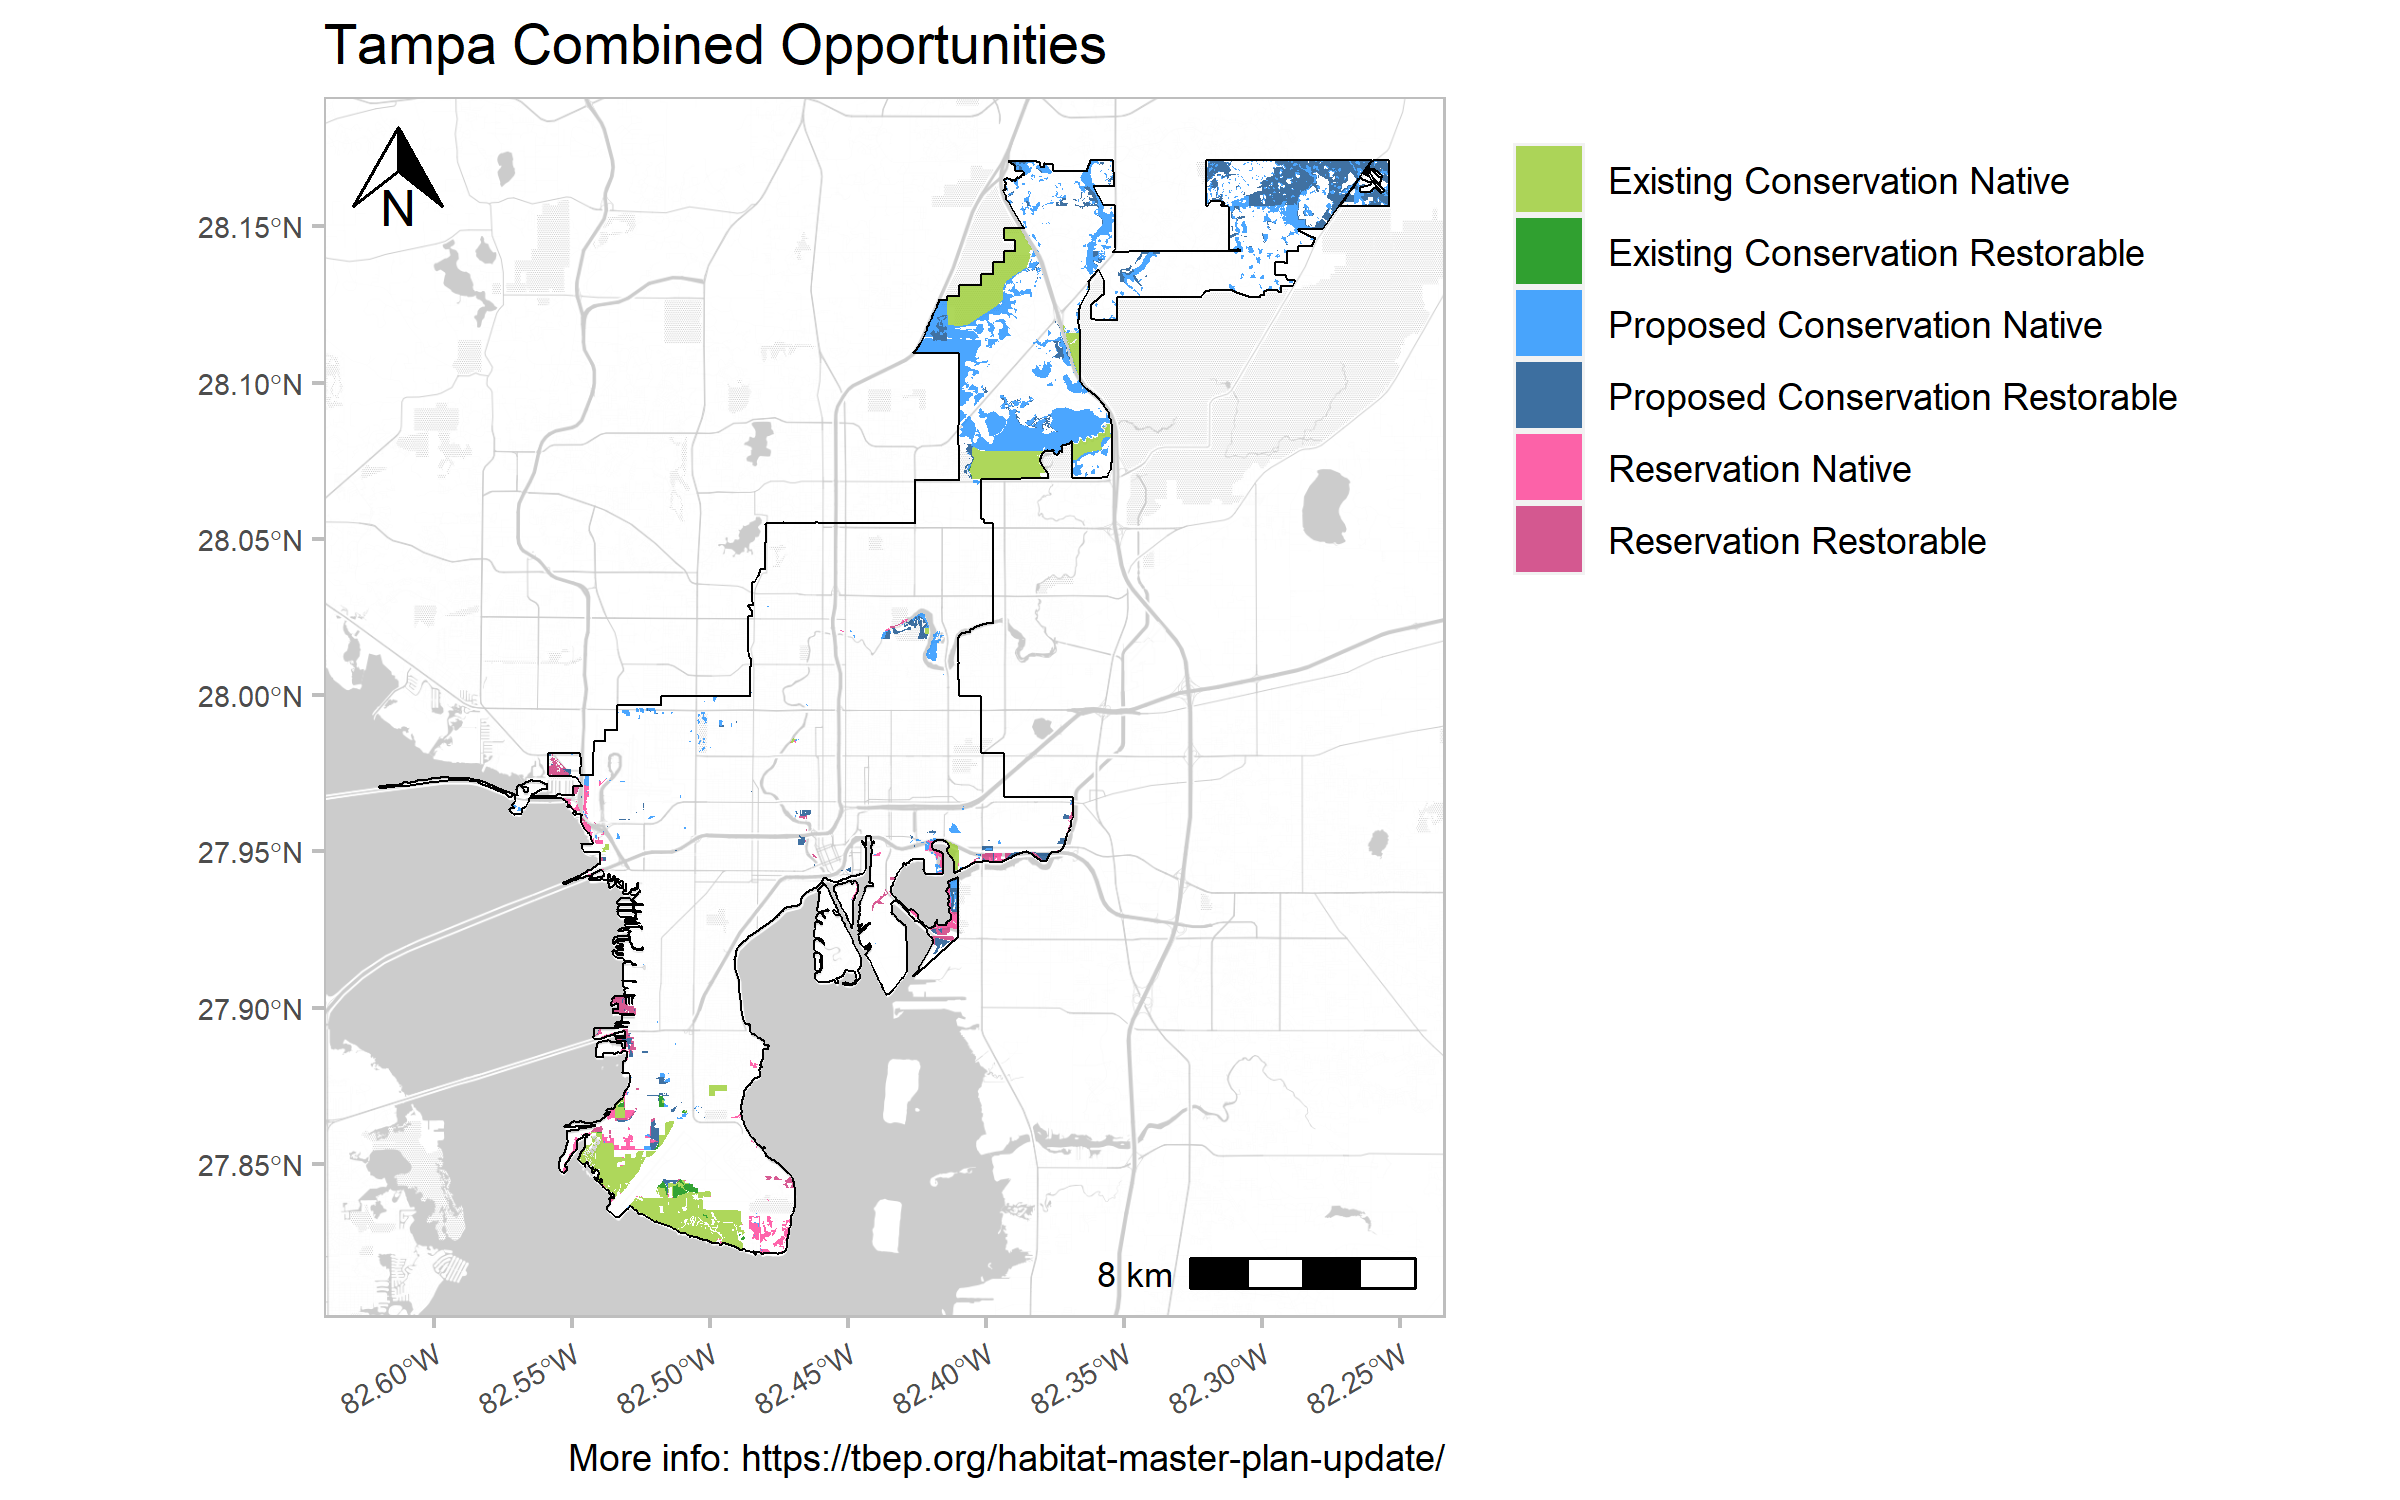 Tampa Combined Opportunities
N
28.15°N
28.10°N
28.05°N
28.00°N
27.95°N
27.90°N
27.85°N
8 km
82.60°W
82.55°W
82.50°W
82.45°W
82.40°W
82.35°W
82.30°W
82.25°W
More info: https://tbep.org/habitat-master-plan-update/
Existing Conservation Native
Existing Conservation Restorable
Proposed Conservation Native
Proposed Conservation Restorable
Reservation Native
Reservation Restorable